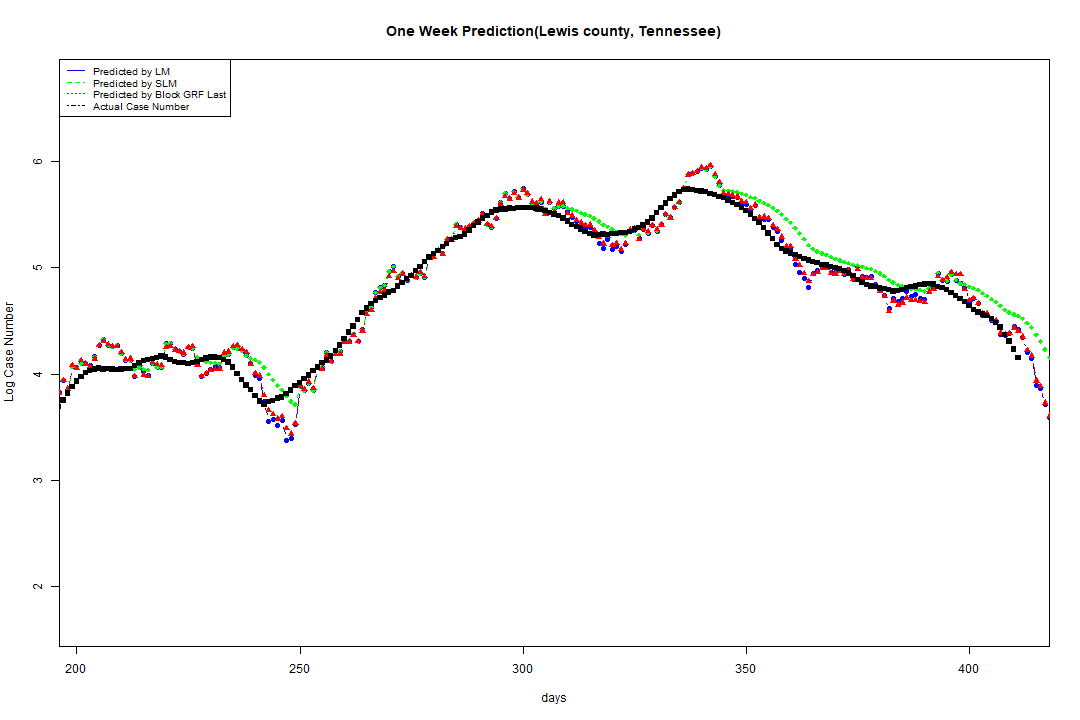 One Week Prediction(Lewis county, Tennessee)
Predicted by LM
Predicted by SLM
Predicted by Block GRF Last
Actual Case Number
6
5
4
3
2
Log Case Number
200 250 300 350 400
days